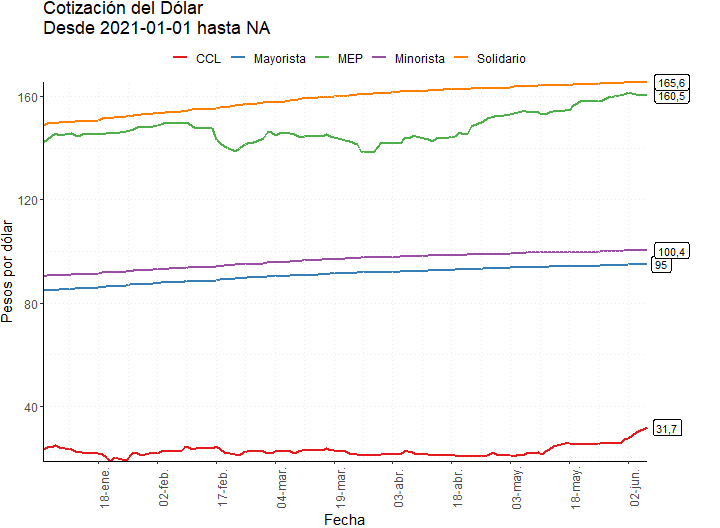 Cotización del Dólar
Desde 2021-01-01 hasta NA
CCL Mayorista MEP Minorista Solidario
Pesos por dólar
160
120
80
40
165,6
160,5
100,4
95
31,7
18-ene.
02-feb.
17-feb.
04-mar.
19-mar.
03-abr.
18-abr.
03-may.
18-may.
02-jun.
Fecha